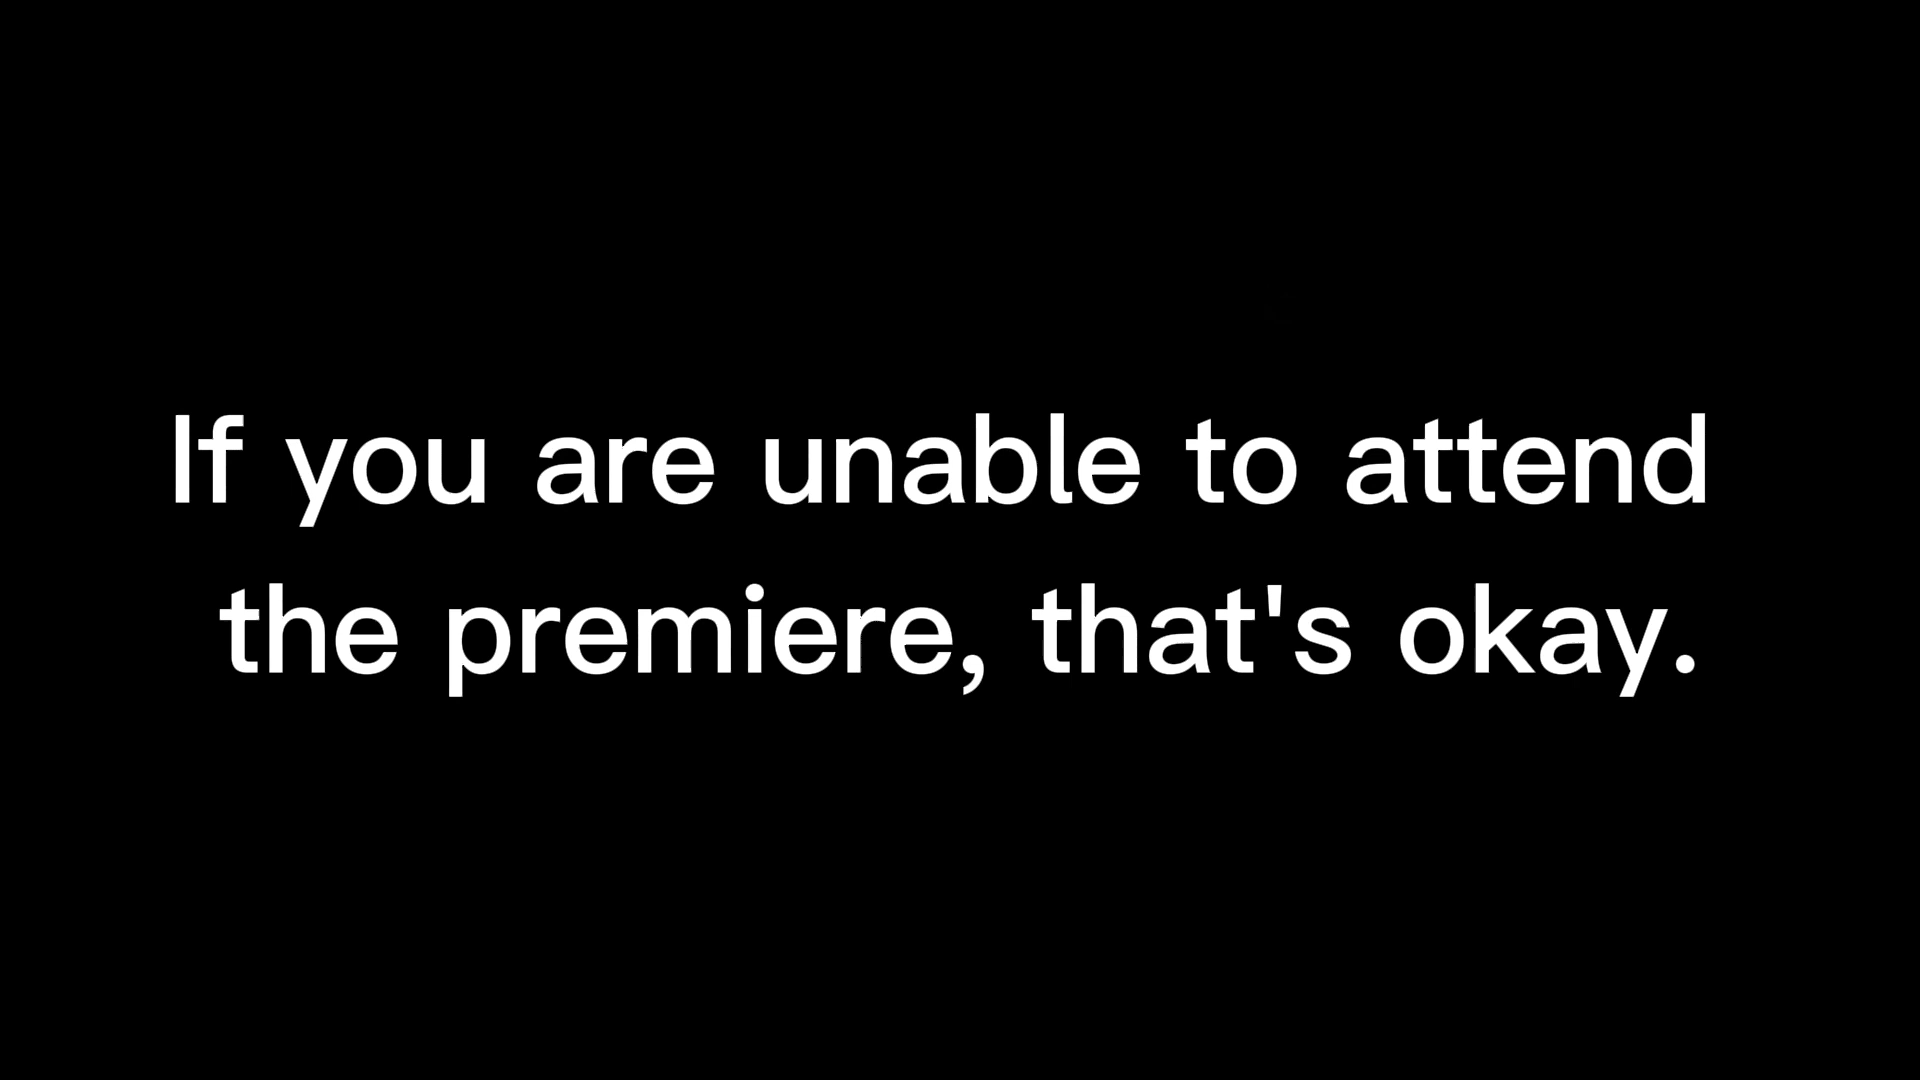 If you are unable to attend
the premiere, that's okay.